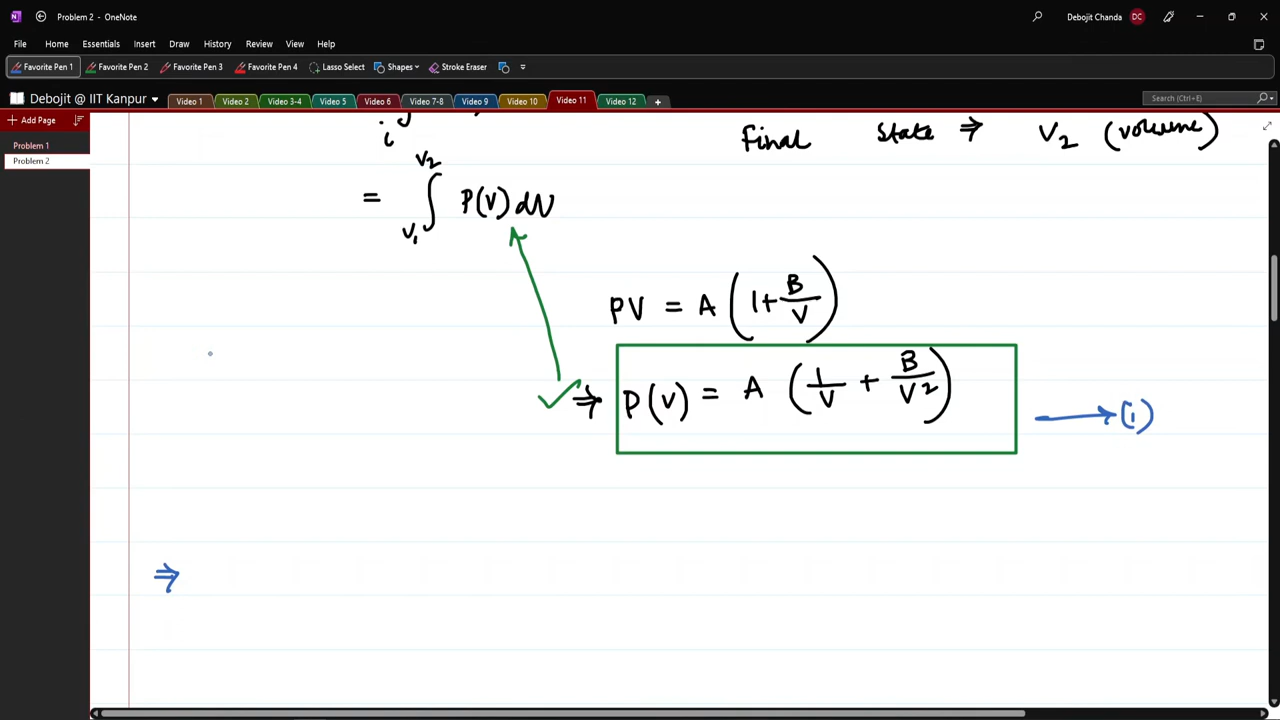 Problem 2 - OneNote
Debojit Chanda DC
File Home Essentials Insert Draw History Review View Help
Favorite Pen 1 Favorite Pen 2 Favorite Pen 3 Favorite Pen 4 Lasso Select Shapes Stroke Eraser
Debojit @ IIT Kanpur Video 1 Video 2 Video 3-4 Video 5 Video 6 Video 7-8 Video 9 Video 10 Video 11 Video 12 Search (Ctrl+E)
Add Page
Problem 1
Problem 2
i
Final State ⇒ V₂ (volume)
= ∫_{V₁}^{V₂} P(V) dV
PV = A (1 + B/V)
⇒ P(V) = A (1/V + B/V²) → (1)
⇒